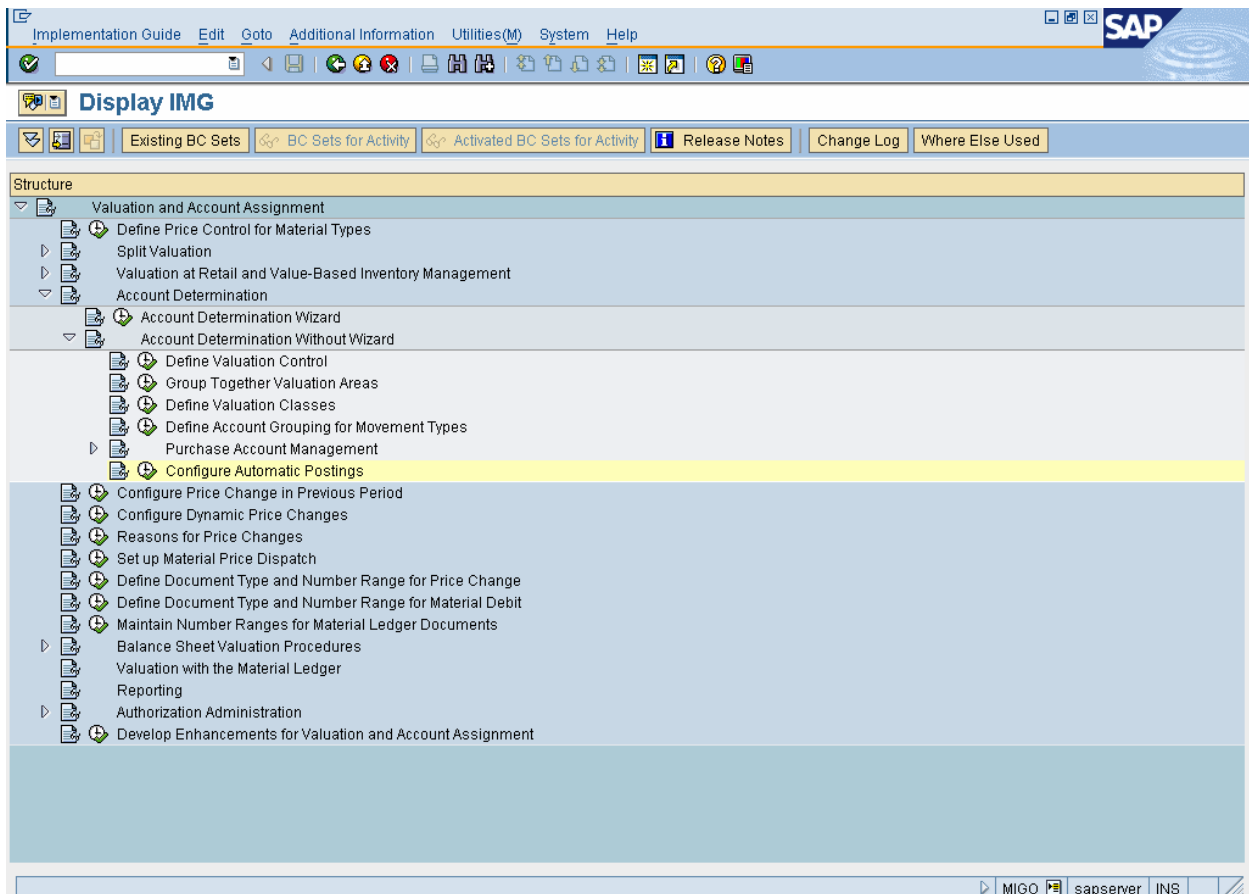 Implementation Guide Edit Goto Additional Information Utilities(M) System Help
SAP
Display IMG
Existing BC Sets BC Sets for Activity Activated BC Sets for Activity Release Notes Change Log Where Else Used
Structure
Valuation and Account Assignment
Define Price Control for Material Types
Split Valuation
Valuation at Retail and Value-Based Inventory Management
Account Determination
Account Determination Wizard
Account Determination Without Wizard
Define Valuation Control
Group Together Valuation Areas
Define Valuation Classes
Define Account Grouping for Movement Types
Purchase Account Management
Configure Automatic Postings
Configure Price Change in Previous Period
Configure Dynamic Price Changes
Reasons for Price Changes
Set up Material Price Dispatch
Define Document Type and Number Range for Price Change
Define Document Type and Number Range for Material Debit
Maintain Number Ranges for Material Ledger Documents
Balance Sheet Valuation Procedures
Valuation with the Material Ledger
Reporting
Authorization Administration
Develop Enhancements for Valuation and Account Assignment
MIGO sapserver INS